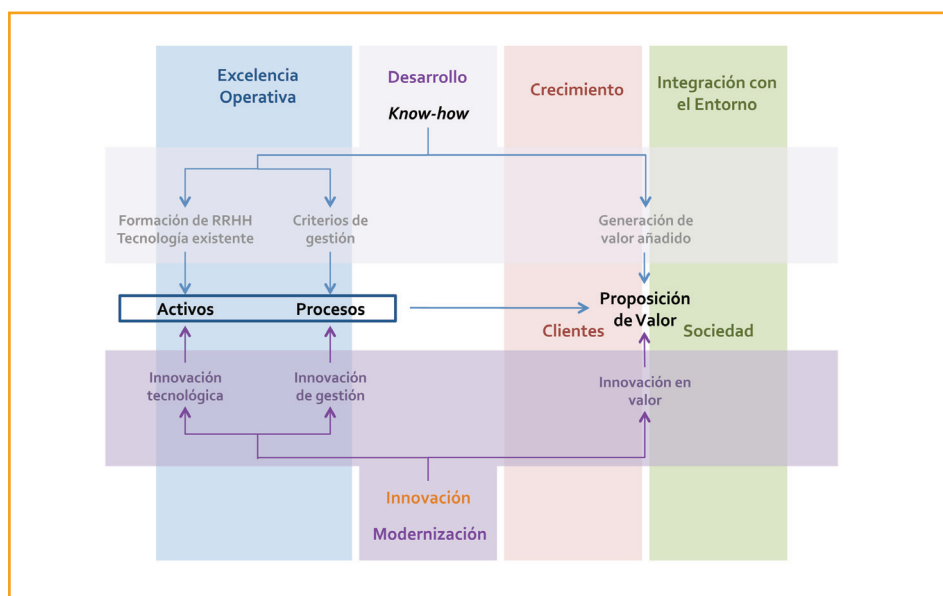 Excelencia
Operativa
Desarrollo
Know-how
Crecimiento
Integración con
el Entorno
Formación de RRHH
Tecnología existente
Criterios de
gestión
Generación de
valor añadido
Activos
Procesos
Proposición
de Valor
Clientes
Sociedad
Innovación
tecnológica
Innovación
de gestión
Innovación en
valor
Innovación
Modernización